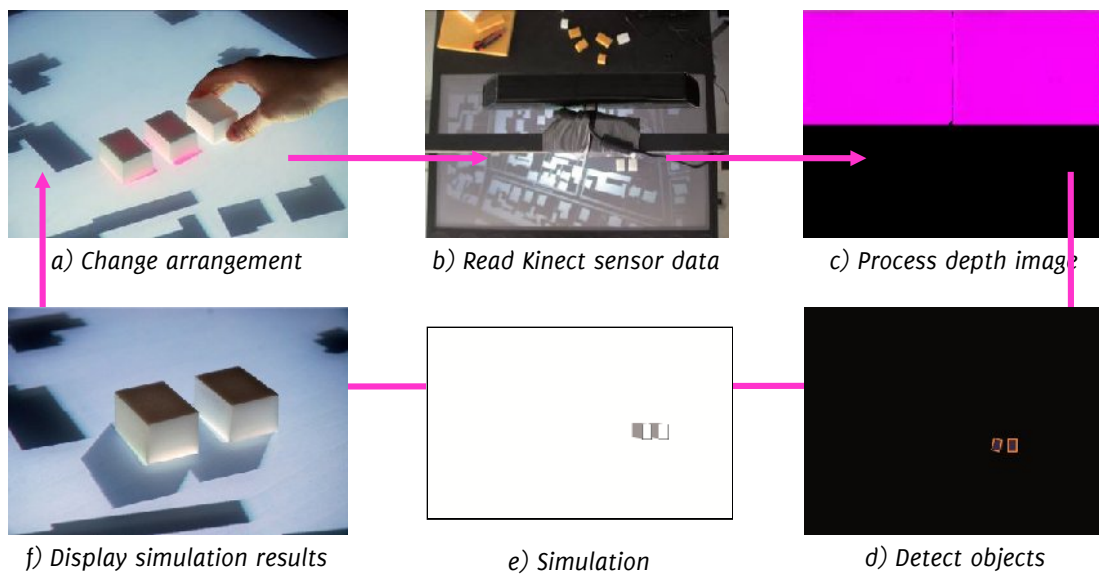 a) Change arrangement
b) Read Kinect sensor data
c) Process depth image
f) Display simulation results
e) Simulation
d) Detect objects